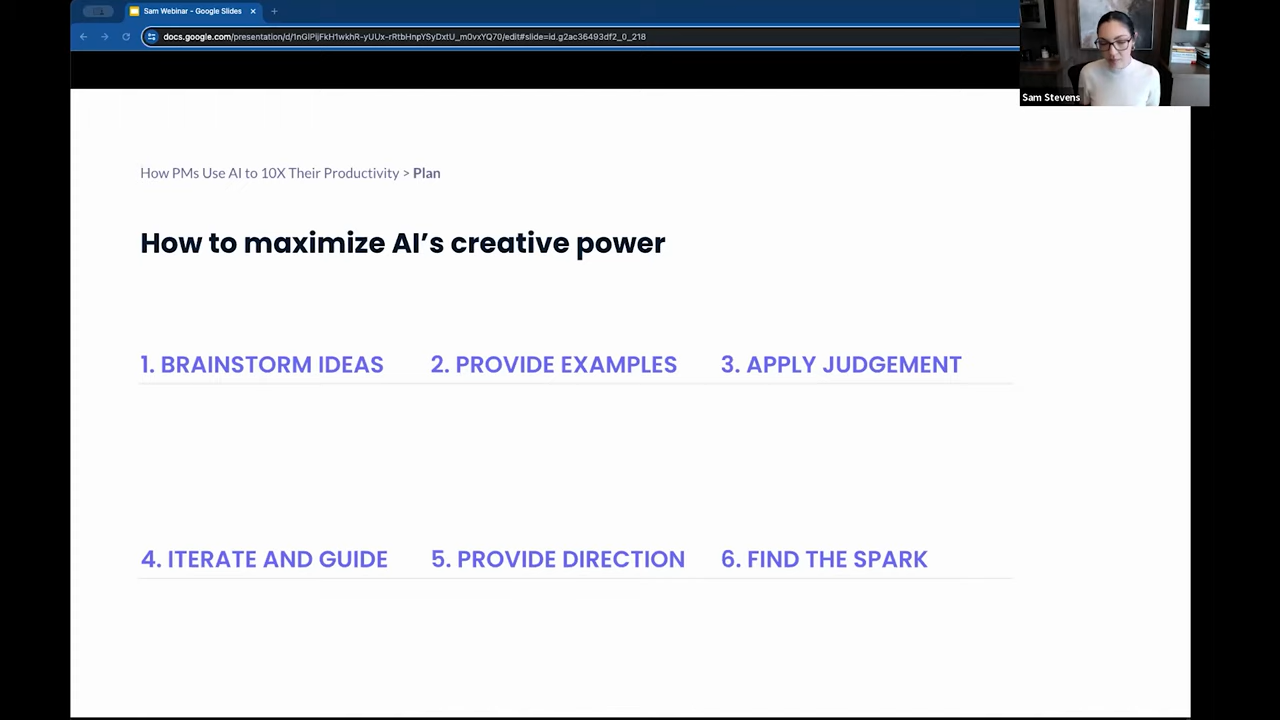 Sam Webinar - Google Slides
docs.google.com/presentation/d/1nGlPijFkH1wkhR-yUUx-rRtbHnpYSyDxtU_m0vxYQ70/edit#slide=id.g2ac36493df2_0_218
Sam Stevens
How PMs Use AI to 10X Their Productivity > Plan
How to maximize AI’s creative power
1. BRAINSTORM IDEAS
2. PROVIDE EXAMPLES
3. APPLY JUDGEMENT
4. ITERATE AND GUIDE
5. PROVIDE DIRECTION
6. FIND THE SPARK